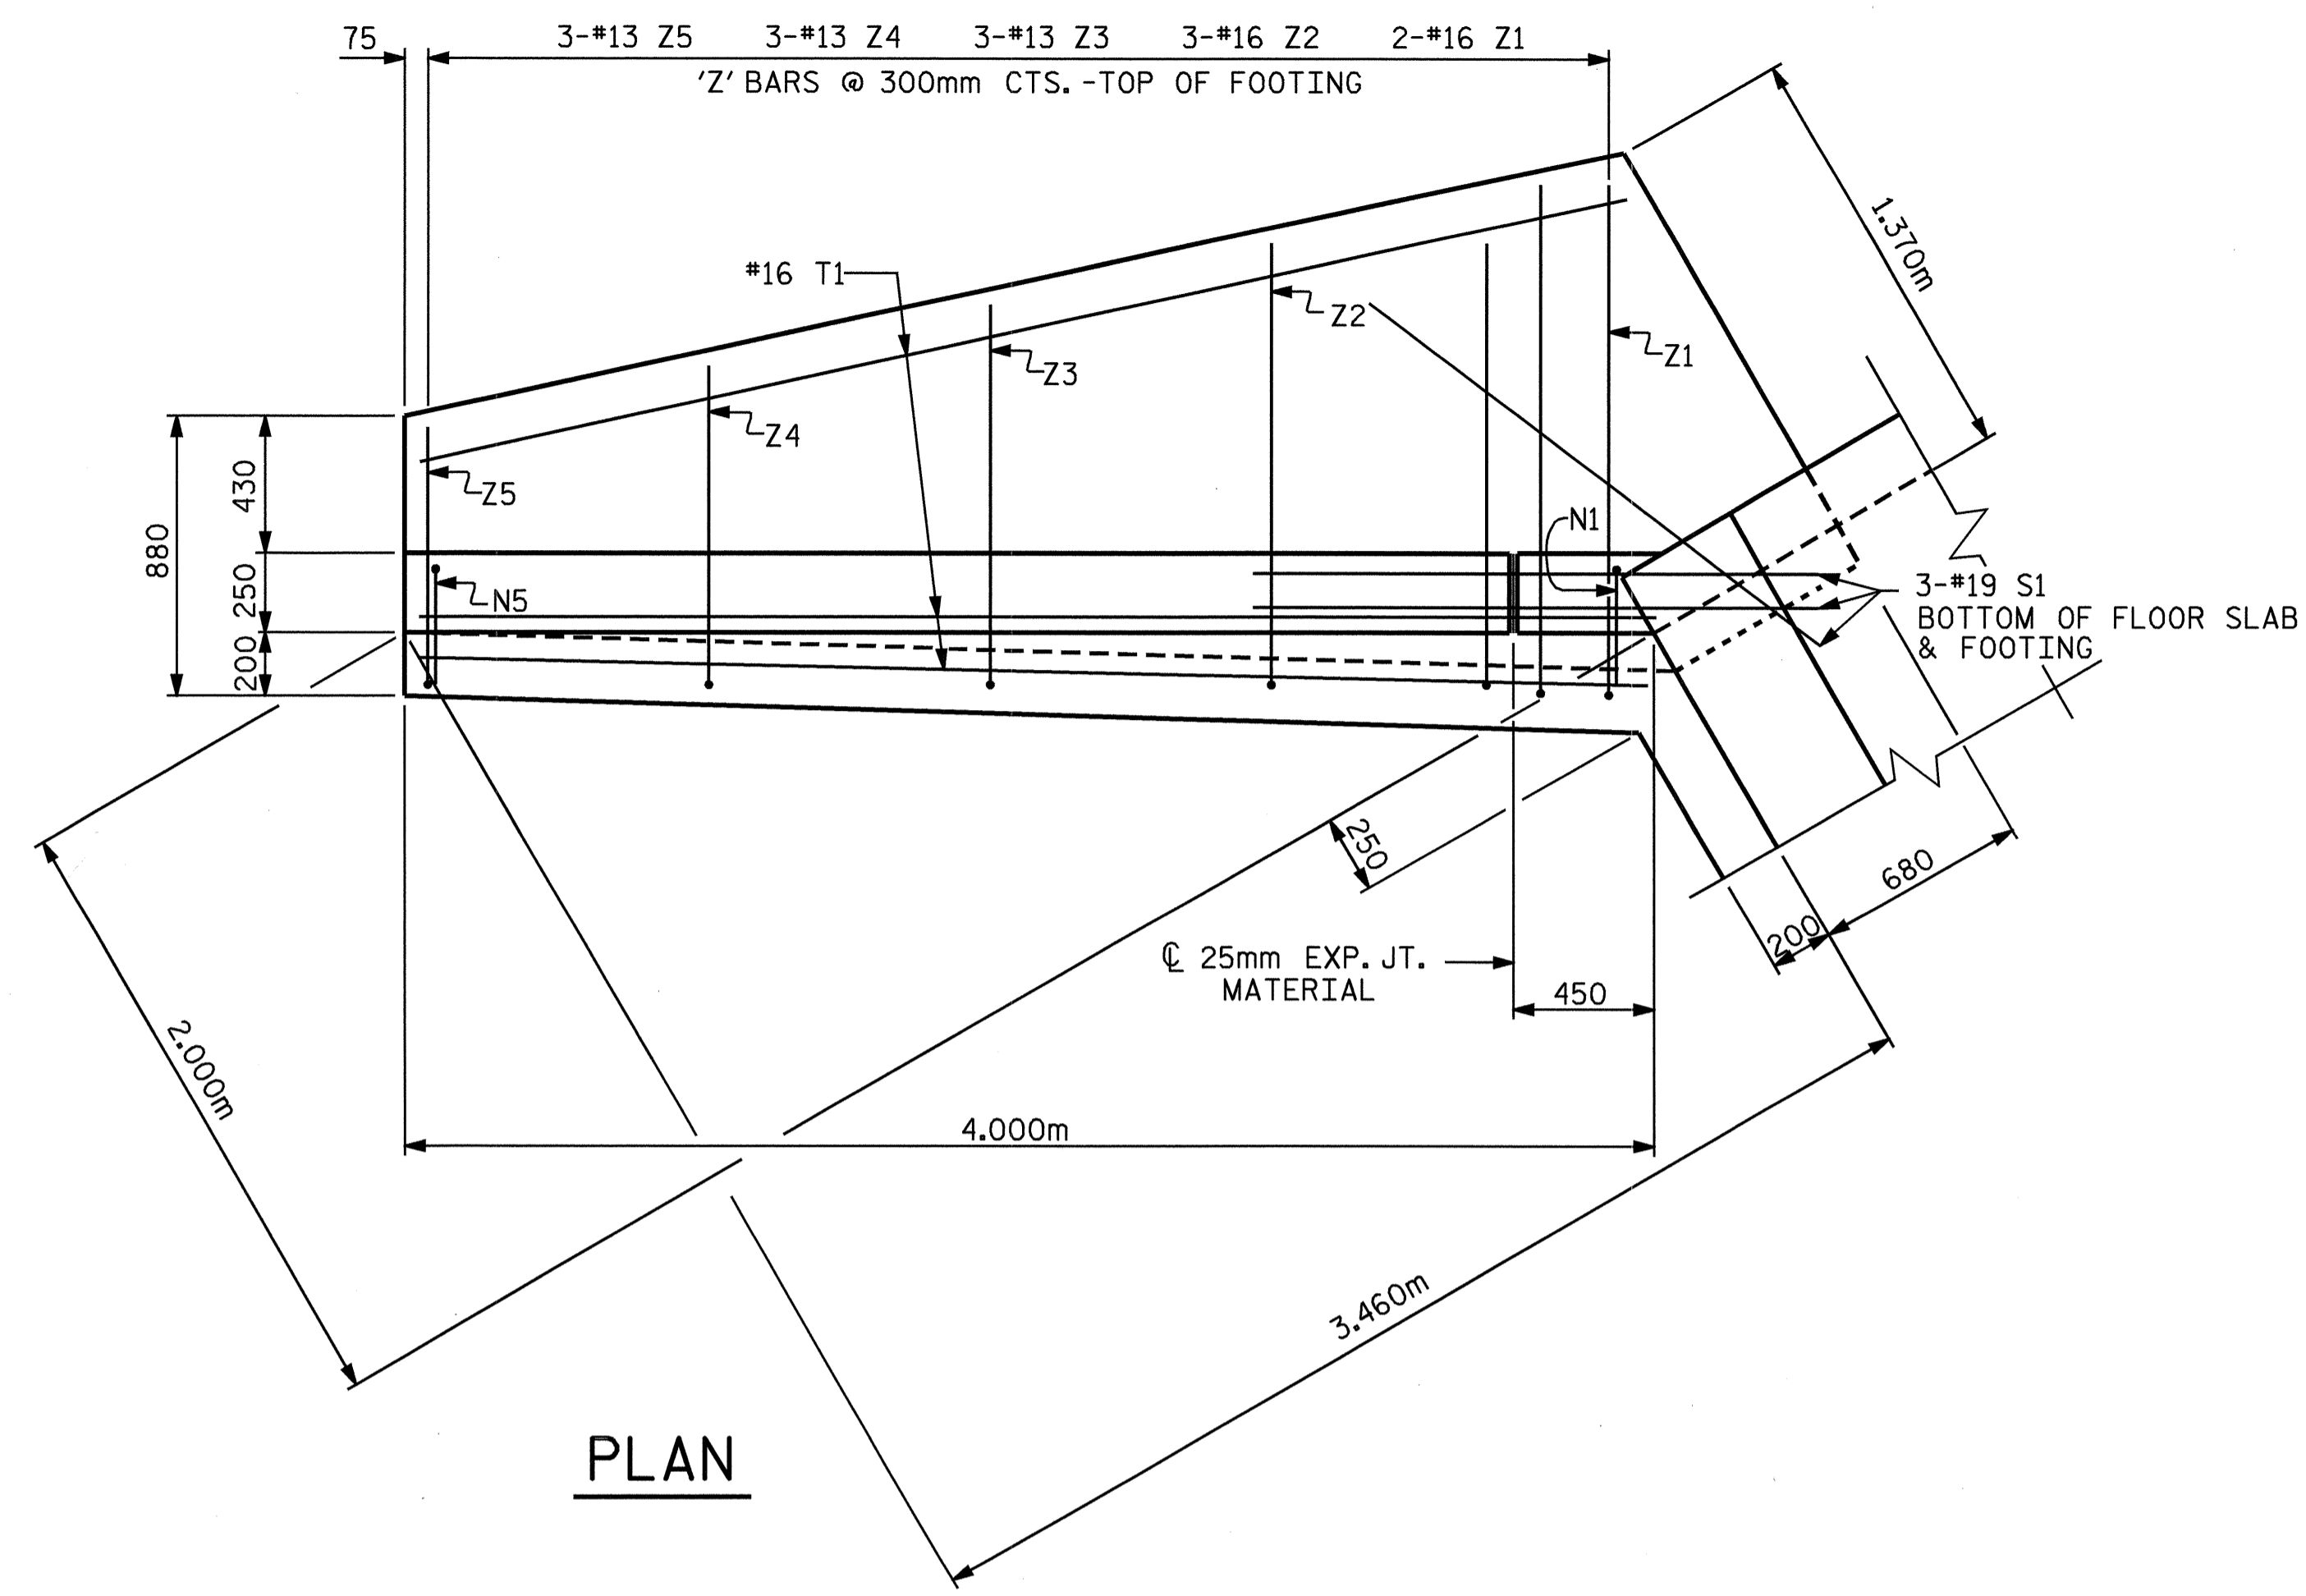 75
3-#13 Z5 3-#13 Z4 3-#13 Z3 3-#16 Z2 2-#16 Z1
'Z' BARS @ 300mm CTS.-TOP OF FOOTING
1.370m
#16 T1
Z2
Z1
Z3
Z4
Z5
430
880
250
200
N1
N5
3-#19 S1
BOTTOM OF FLOOR SLAB
& FOOTING
250
680
200
℄ 25mm EXP. JT.
MATERIAL
450
2.000m
4.000m
3.460m
PLAN